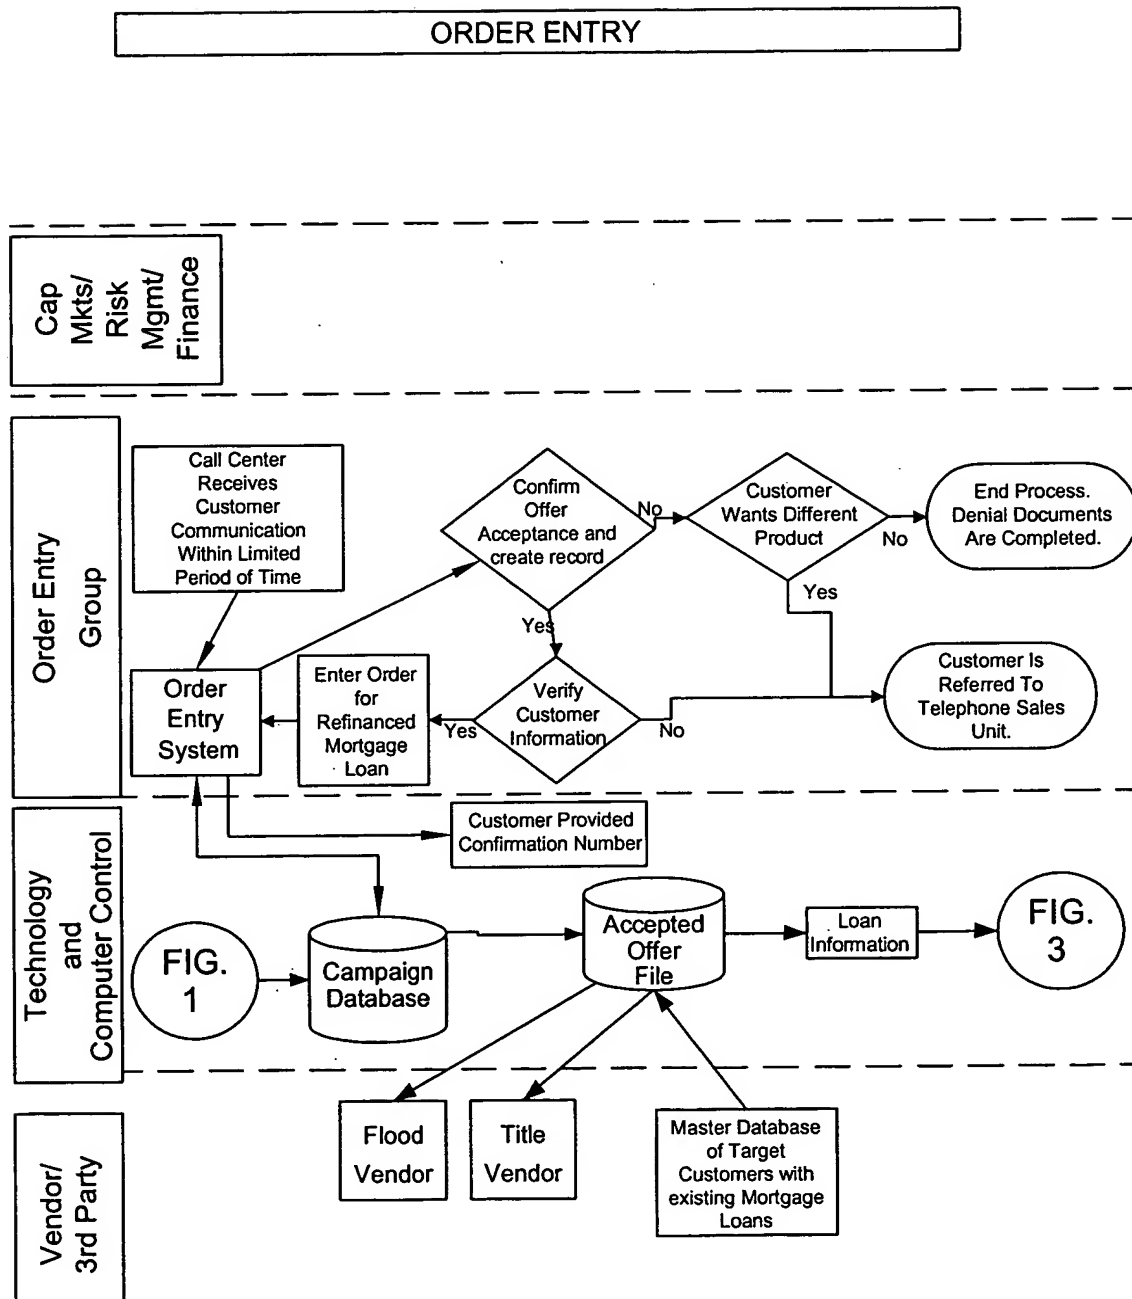 ORDER ENTRY
Cap
Mkts/
Risk
Mgmt/
Finance
Order Entry
Group
Call Center
Receives
Customer
Communication
Within Limited
Period of Time
Confirm
Offer
Acceptance and
create record
No
Customer
Wants Different
Product
No
End Process.
Denial Documents
Are Completed.
Yes
Yes
Order
Entry
System
Enter Order
for
Refinanced
Mortgage
Loan
Yes
Verify
Customer
Information
No
Customer Is
Referred To
Telephone Sales
Unit.
Technology
and
Computer Control
Customer Provided
Confirmation Number
FIG.
1
Campaign
Database
Accepted
Offer
File
Loan
Information
FIG.
3
Vendor/
3rd Party
Flood
Vendor
Title
Vendor
Master Database
of Target
Customers with
existing Mortgage
Loans